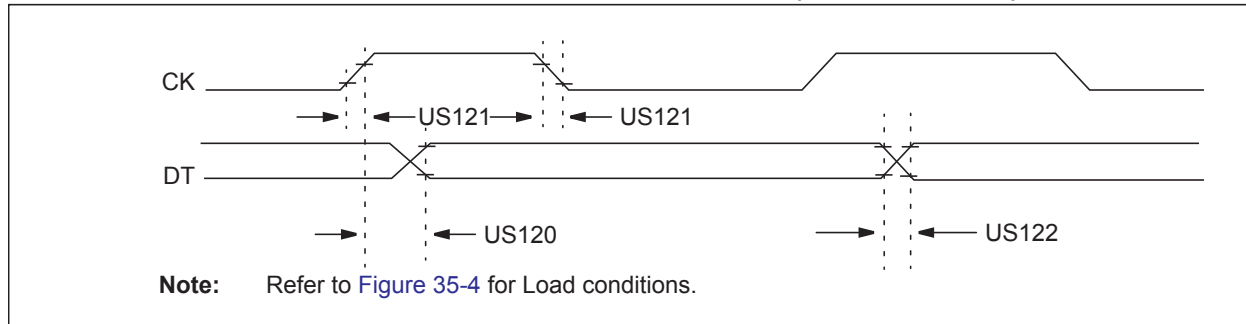 CK
US121 US121
DT
US120 US122
Note: Refer to Figure 35-4 for Load conditions.